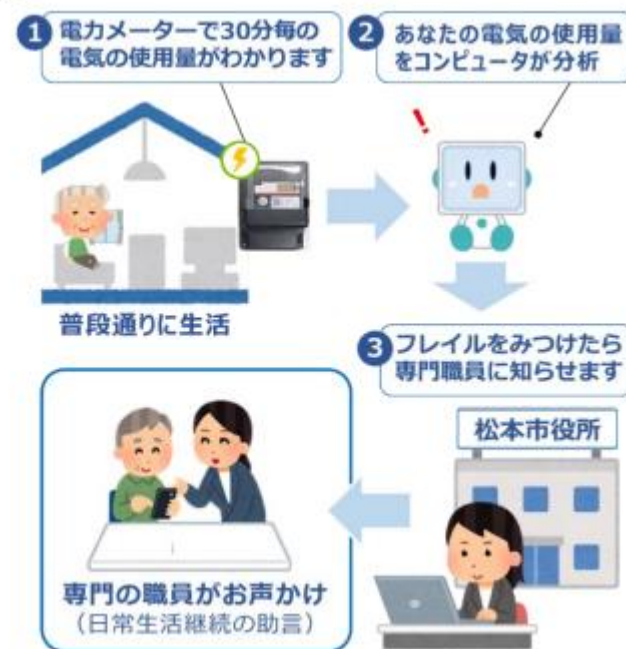 1 電力メーターで30分毎の
電気の使用量がわかります
2 あなたの電気の使用量
をコンピュータが分析
普段通りに生活
3 フレイルをみつけたら
専門職員に知らせます
松本市役所
専門の職員がお声かけ
（日常生活継続の助言）